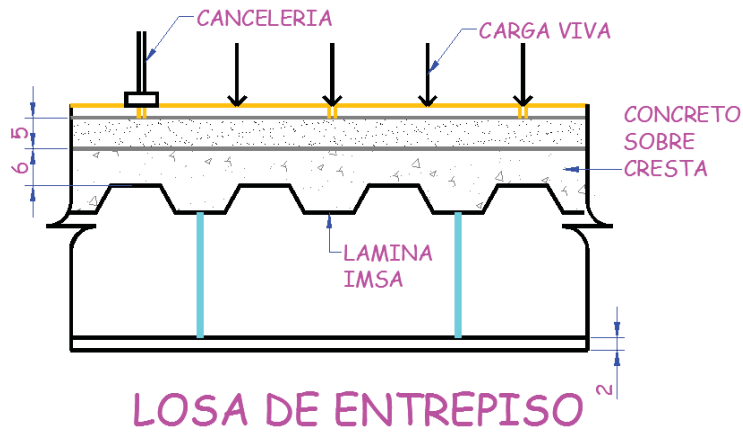 CANCELERIA
CARGA VIVA
5
6
CONCRETO
SOBRE
CRESTA
LAMINA
IMSA
2
LOSA DE ENTREPISO